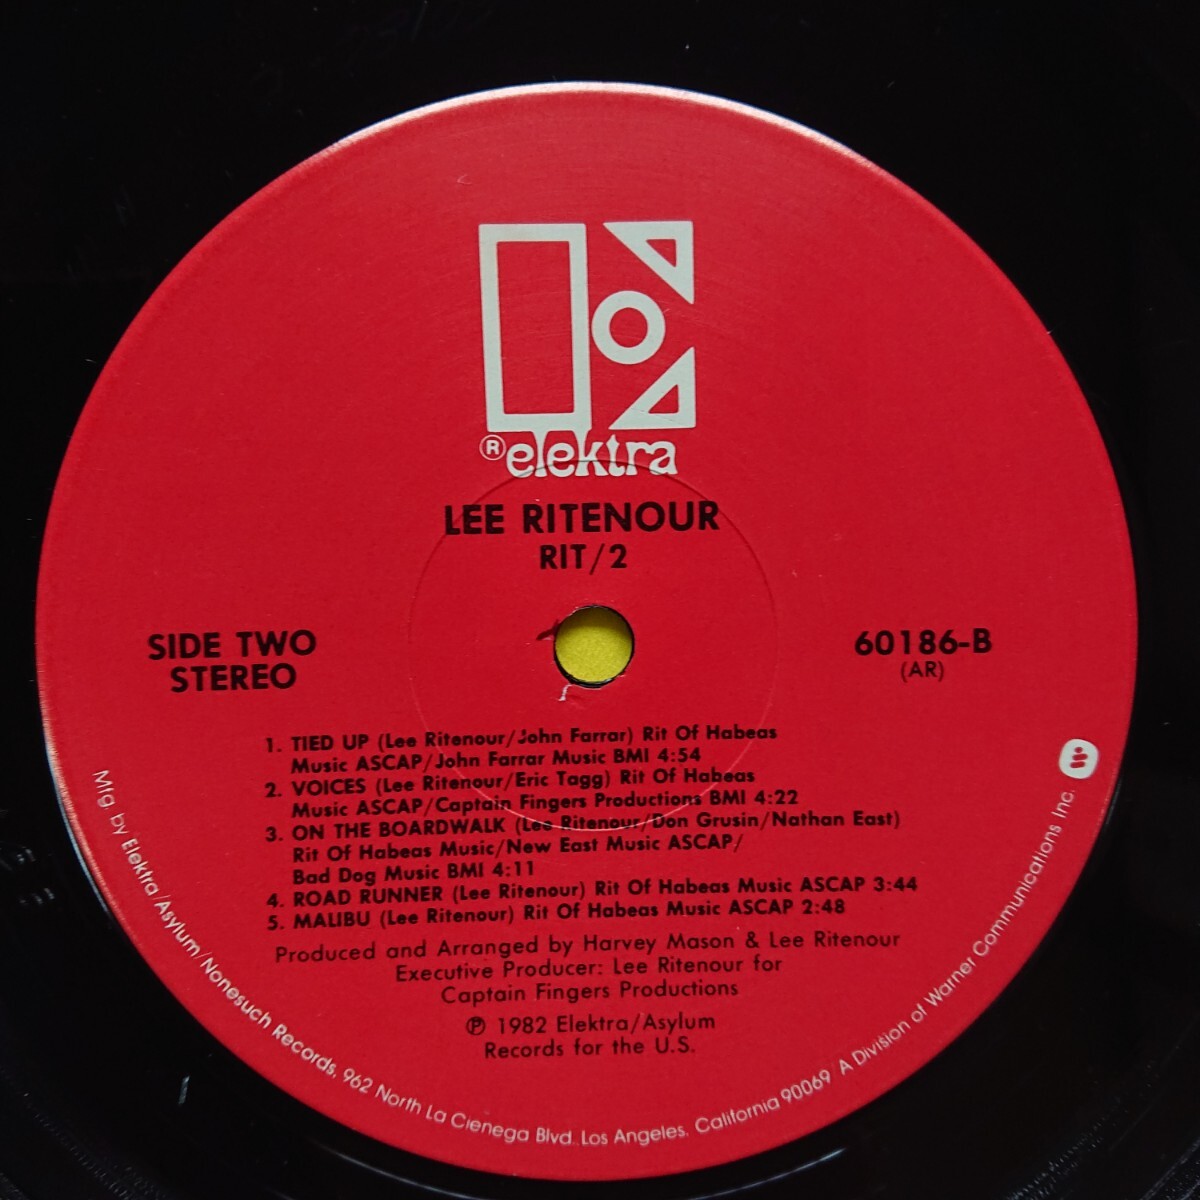 ® elektra
LEE RITENOUR
RIT/2
SIDE TWO
STEREO
60186-B
(AR)
1. TIED UP (Lee Ritenour/John Farrar) Rit Of Habeas
Music ASCAP/John Farrar Music BMI 4:54
2. VOICES (Lee Ritenour/Eric Tagg) Rit Of Habeas
Music ASCAP/Captain Fingers Productions BMI 4:22
3. ON THE BOARDWALK (Lee Ritenour/Don Grusin/Nathan East)
Rit Of Habeas Music/New East Music ASCAP/
Bad Dog Music BMI 4:11
4. ROAD RUNNER (Lee Ritenour) Rit Of Habeas Music ASCAP 3:44
5. MALIBU (Lee Ritenour) Rit Of Habeas Music ASCAP 2:48
Produced and Arranged by Harvey Mason & Lee Ritenour
Executive Producer: Lee Ritenour for
Captain Fingers Productions
℗ 1982 Elektra/Asylum
Records for the U.S.
Mfg. by Elektra/Asylum/Nonesuch Records, 962 North La Cienega Blvd. Los Angeles, California 90069/A Division of Warner Communications Inc.